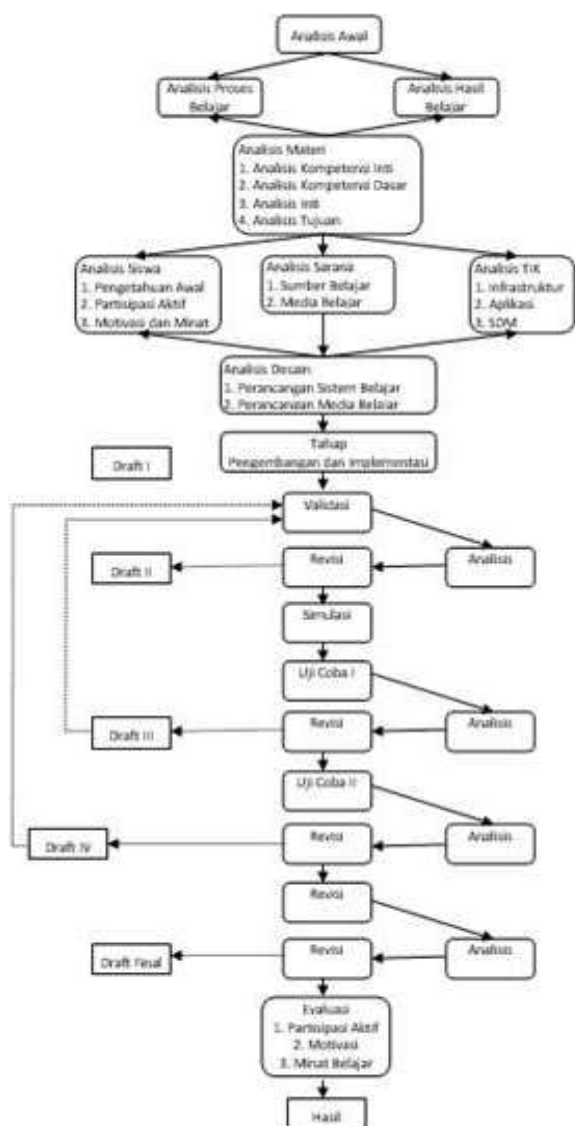 Analisis Awal
Analisis Proses
Belajar
Analisis Hasil
Belajar
Analisis Materi
1. Analisis Kompetensi Inti
2. Analisis Kompetensi Dasar
3. Analisis Inti
4. Analisis Tujuan
Analisis Siswa
1. Pengetahuan Awal
2. Partisipasi Aktif
3. Motivasi dan Minat
Analisis Sarana
1. Sumber Belajar
2. Media Belajar
Analisis TIK
1. Infrastruktur
2. Aplikasi
3. SDM
Analisis Desain
1. Perancangan Sistem Belajar
2. Perancangan Media Belajar
Tahap
Pengembangan dan Implementasi
Draft I
Validasi
Draft II
Revisi
Analisis
Simulasi
Uji Coba I
Draft III
Revisi
Analisis
Uji Coba II
Draft IV
Revisi
Analisis
Revisi
Draft Final
Revisi
Analisis
Evaluasi
1. Partisipasi Aktif
2. Motivasi
3. Minat Belajar
Hasil